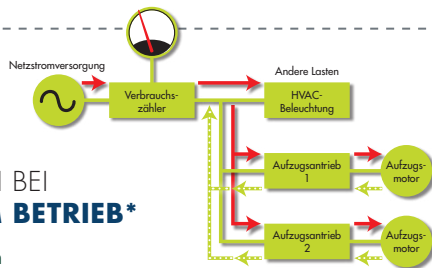 Netzstromversorgung
Verbrauchs-
zähler
Andere Lasten
HVAC-
Beleuchtung
Aufzugsantrieb
1
Aufzugs-
motor
BEI
BETRIEB*
Aufzugsantrieb
2
Aufzugs-
motor